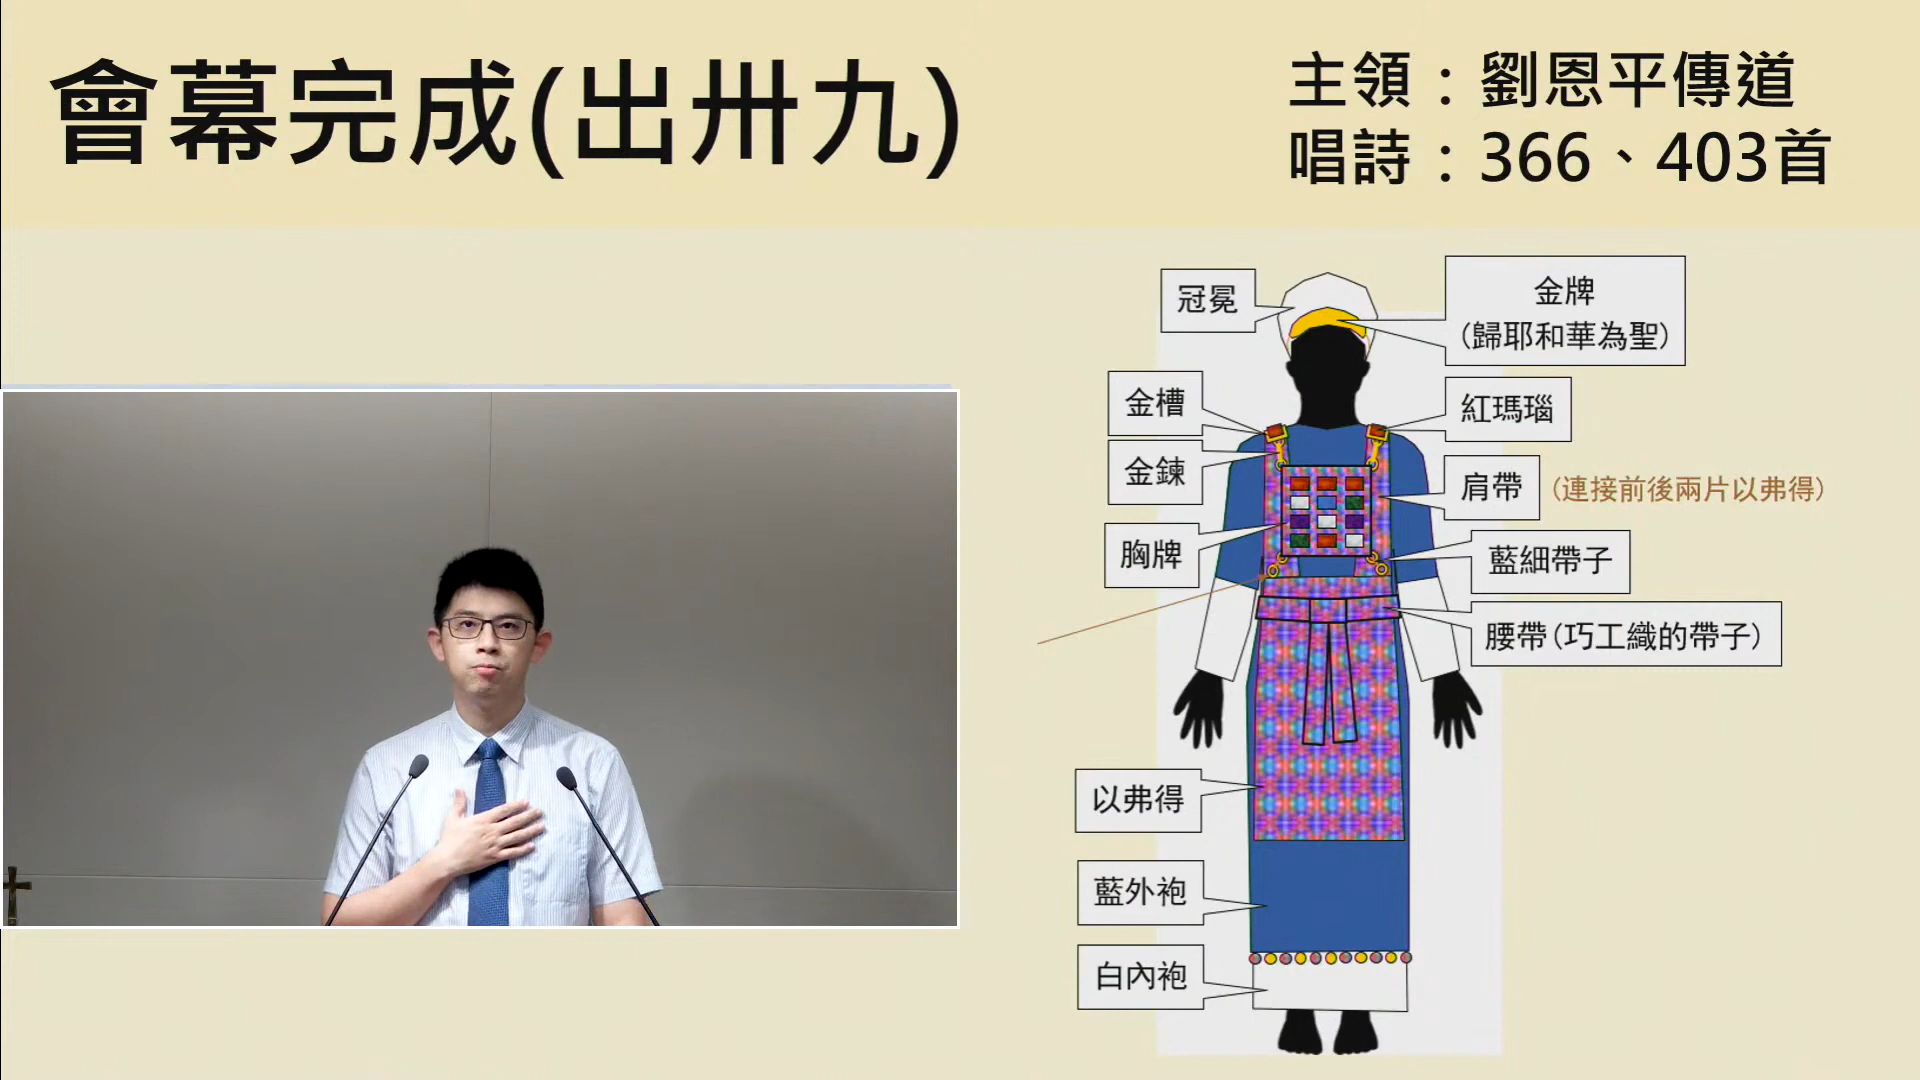 會幕完成(出卅九)
主領：劉恩平傳道
唱詩：366、403首
冠冕
金牌
(歸耶和華為聖)
金槽
紅瑪瑙
金鍊
肩帶
(連接前後兩片以弗得)
胸牌
藍細帶子
腰帶(巧工織的帶子)
以弗得
藍外袍
白內袍